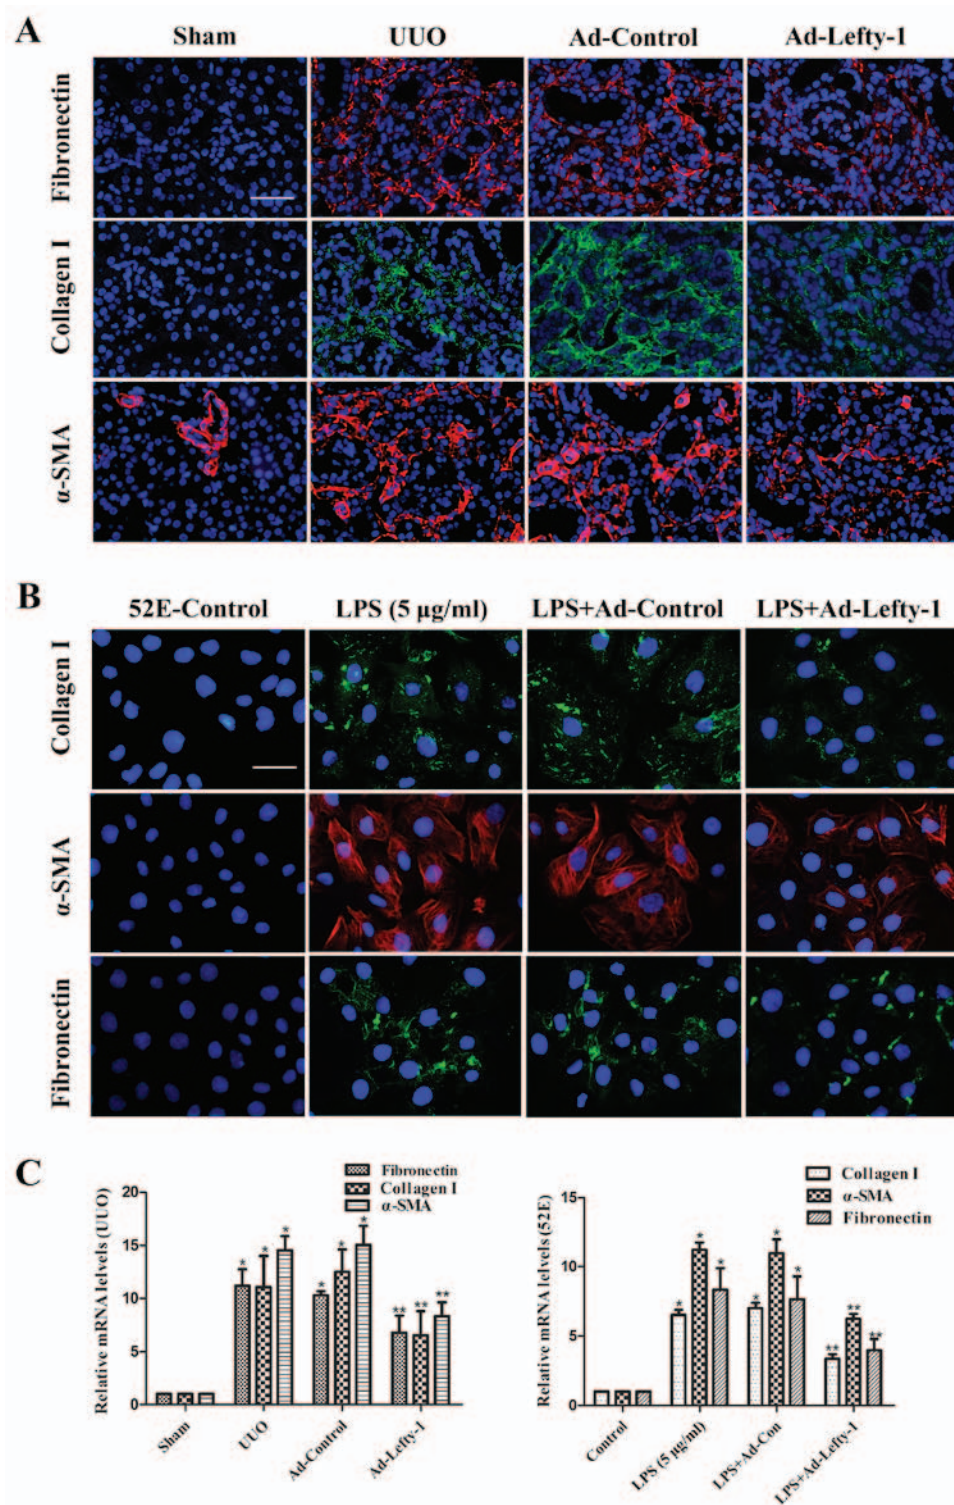 A
Sham UUO Ad-Control Ad-Lefty-1
Fibronectin
Collagen I
α-SMA
B
52E-Control LPS (5 μg/ml) LPS+Ad-Control LPS+Ad-Lefty-1
Collagen I
α-SMA
Fibronectin
C
Relative mRNA lelvels (UUO)
20
15
10
5
0
Fibronectin
Collagen I
α-SMA
* * *
* * *
** ** **
Sham UUO Ad-Control Ad-Lefty-1
Relative mRNA lelvels (52E)
15
10
5
0
Collagen I
α-SMA
Fibronectin
* * *
* * *
** ** **
Control LPS (5 μg/ml) LPS+Ad-Con LPS+Ad-Lefty-1